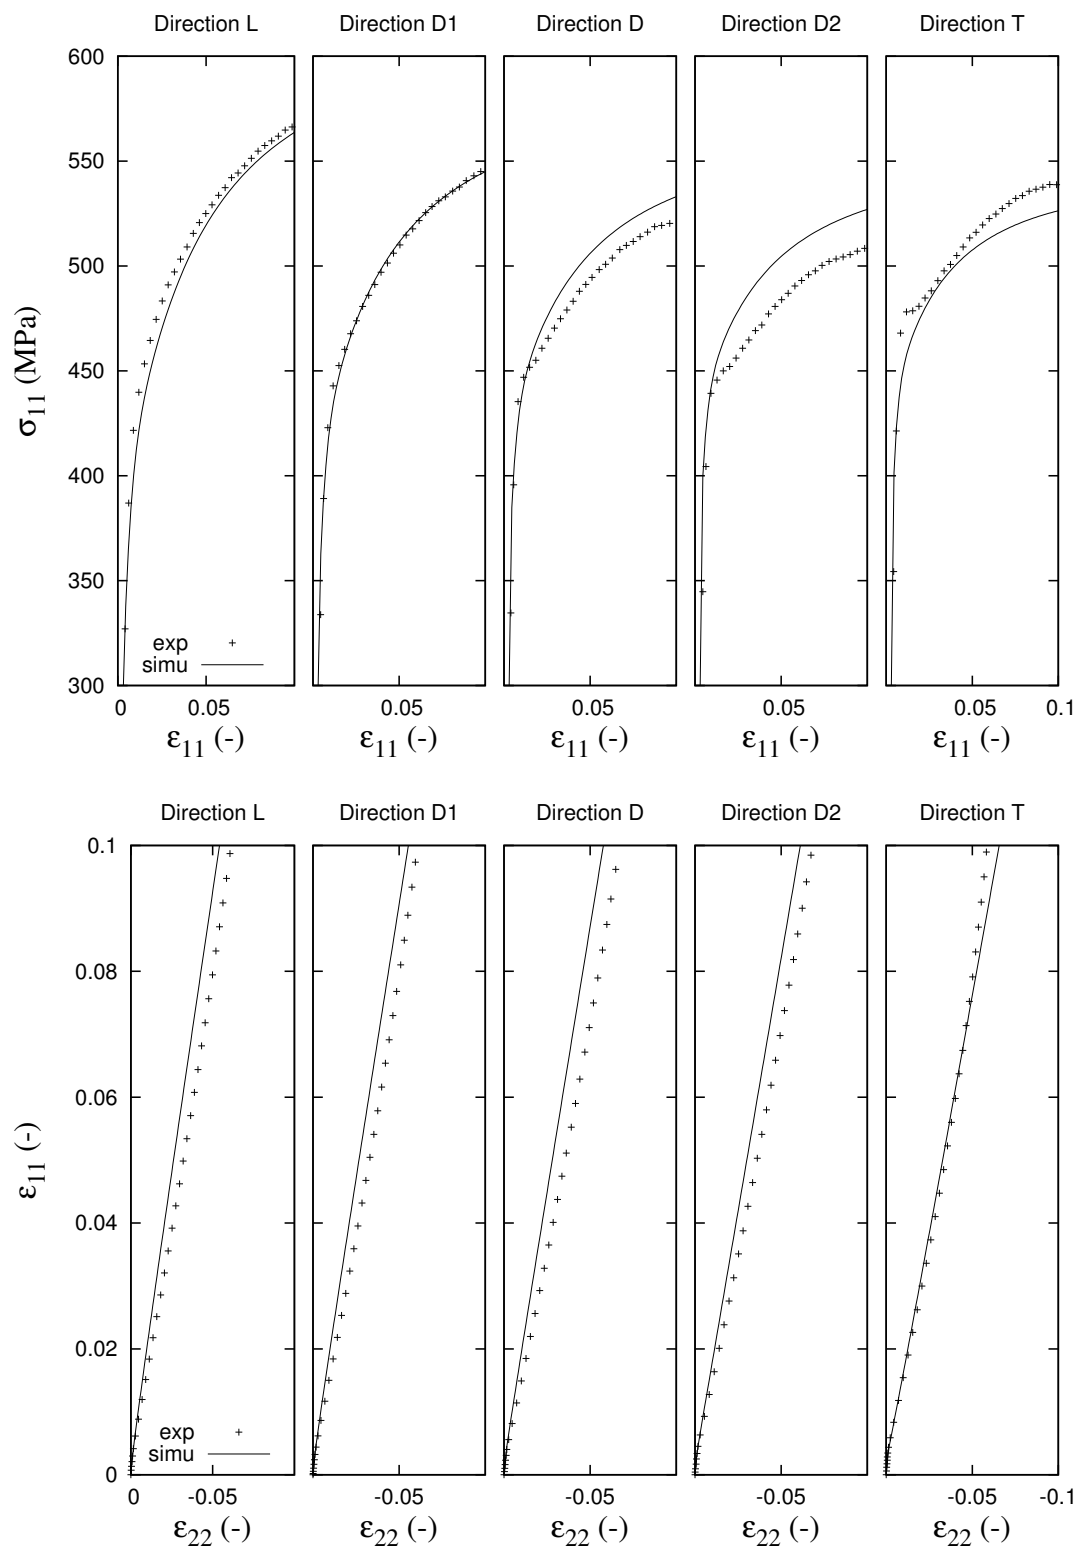 Direction L Direction D1 Direction D Direction D2 Direction T
600
550
500
450
400
350
300
σ11 (MPa)
exp
simu
0 0.05 0.05 0.05 0.05 0.05 0.1
ε11 (-) ε11 (-) ε11 (-) ε11 (-) ε11 (-)
Direction L Direction D1 Direction D Direction D2 Direction T
0.1
0.08
0.06
0.04
0.02
0
ε11 (-)
exp
simu
0 -0.05 -0.05 -0.05 -0.05 -0.05 -0.1
ε22 (-) ε22 (-) ε22 (-) ε22 (-) ε22 (-)